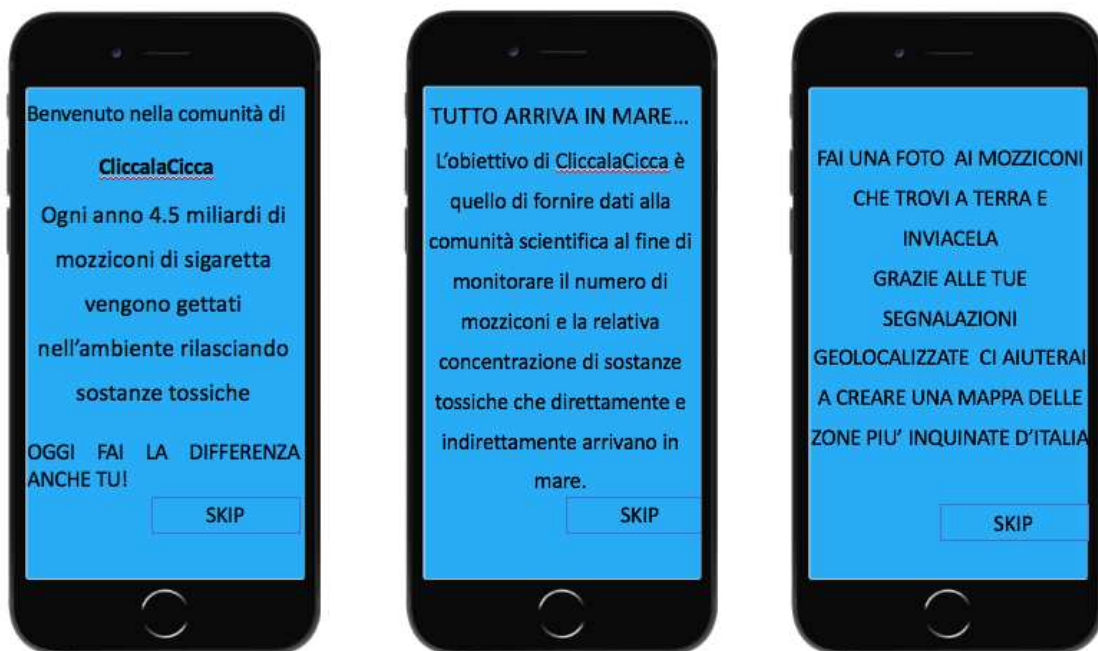 Benvenuto nella comunità di
CliccalaCicca
Ogni anno 4.5 miliardi di
mozziconi di sigaretta
vengono gettati
nell'ambiente rilasciando
sostanze tossiche
OGGI FAI LA DIFFERENZA
ANCHE TU!
SKIP
TUTTO ARRIVA IN MARE...
L'obiettivo di CliccalaCicca è
quello di fornire dati alla
comunità scientifica al fine di
monitorare il numero di
mozziconi e la relativa
concentrazione di sostanze
tossiche che direttamente e
indirettamente arrivano in
mare.
SKIP
FAI UNA FOTO AI MOZZICONI
CHE TROVI A TERRA E
INVIACELA
GRAZIE ALLE TUE
SEGNALAZIONI
GEOLOCALIZZATE CI AIUTERAI
A CREARE UNA MAPPA DELLE
ZONE PIU' INQUINATE D'ITALIA
SKIP